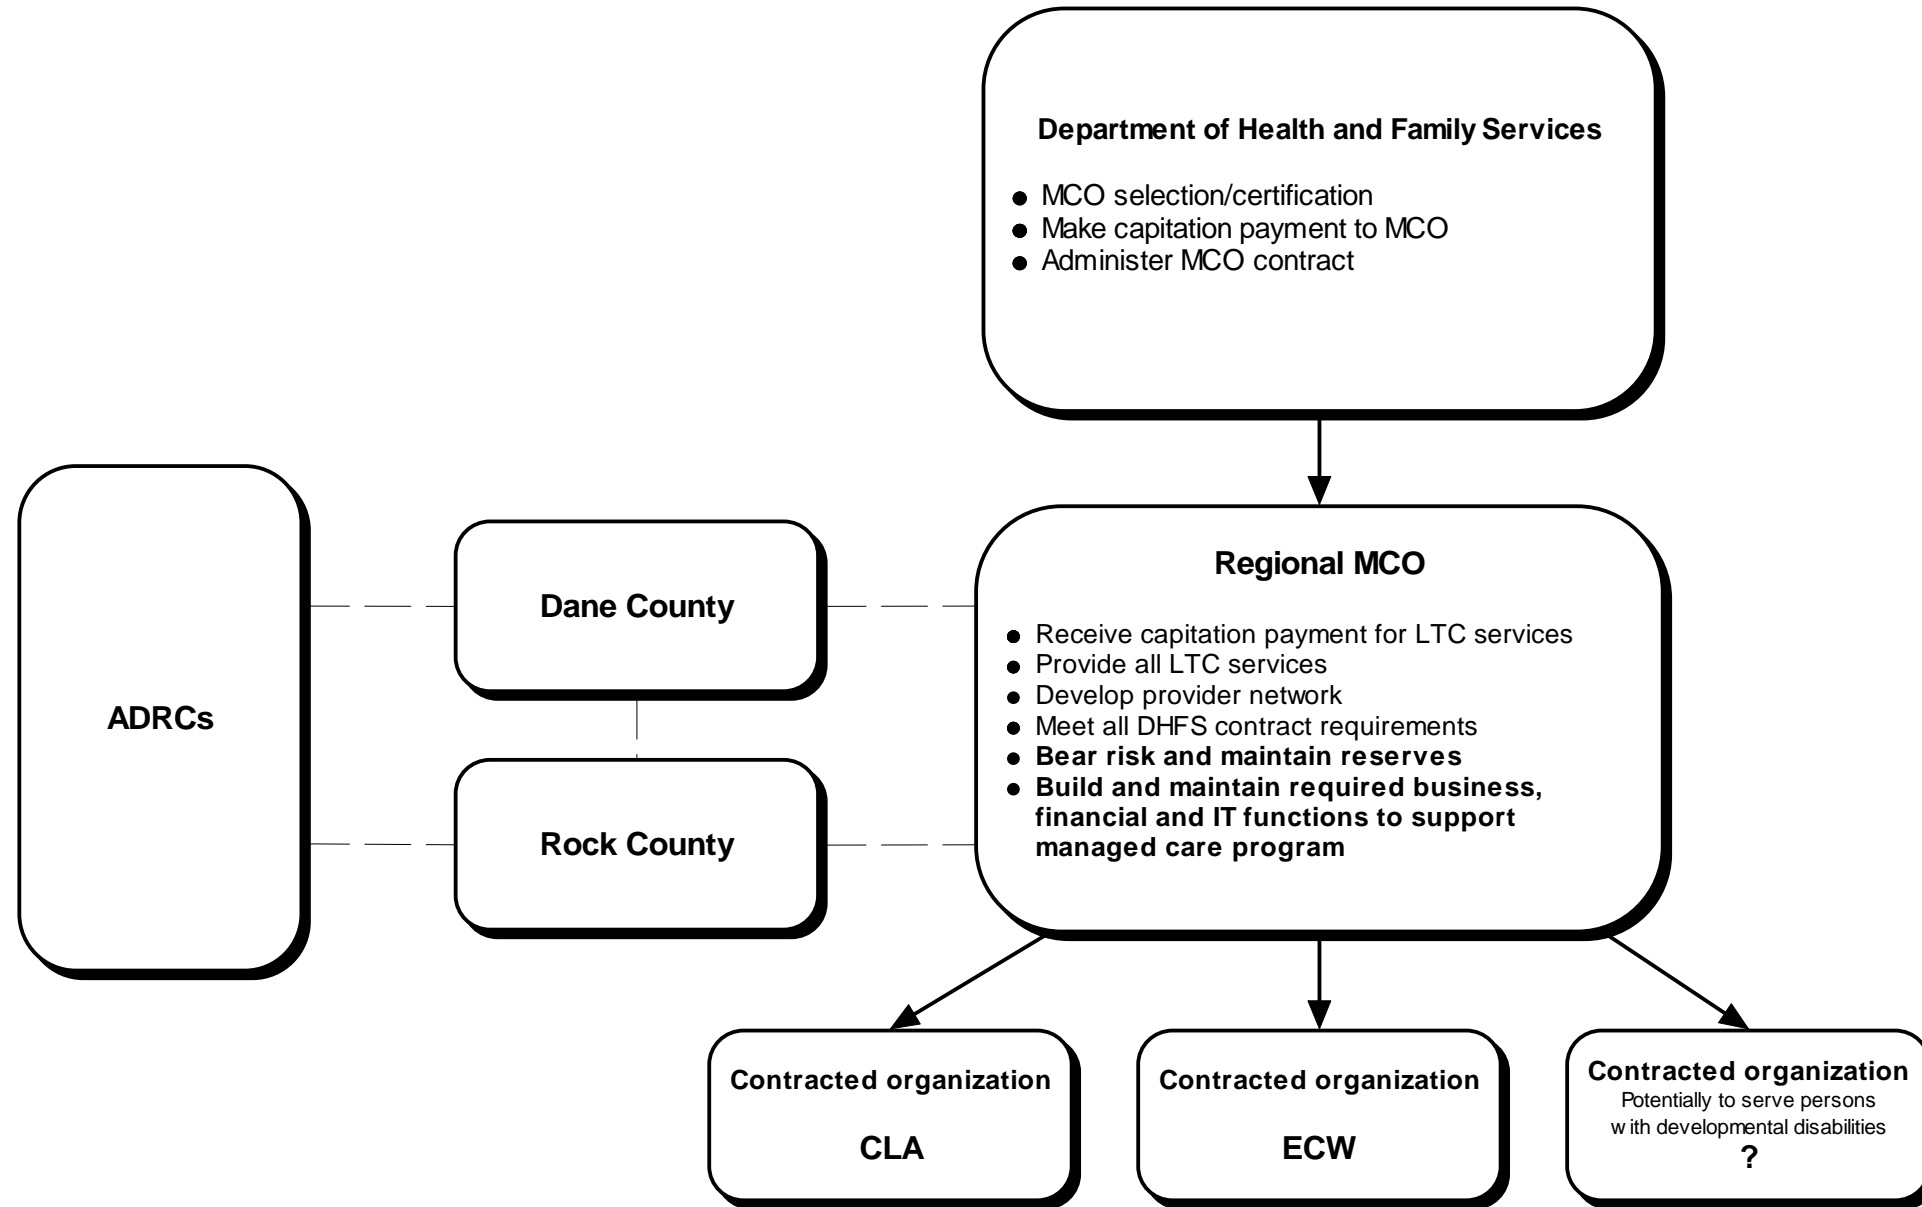 Department of Health and Family Services
● MCO selection/certification
● Make capitation payment to MCO
● Administer MCO contract
ADRCs
Dane County
Rock County
Regional MCO
● Receive capitation payment for LTC services
● Provide all LTC services
● Develop provider network
● Meet all DHFS contract requirements
● Bear risk and maintain reserves
● Build and maintain required business,
financial and IT functions to support
managed care program
Contracted organization
CLA
Contracted organization
ECW
Contracted organization
Potentially to serve persons
with developmental disabilities
?